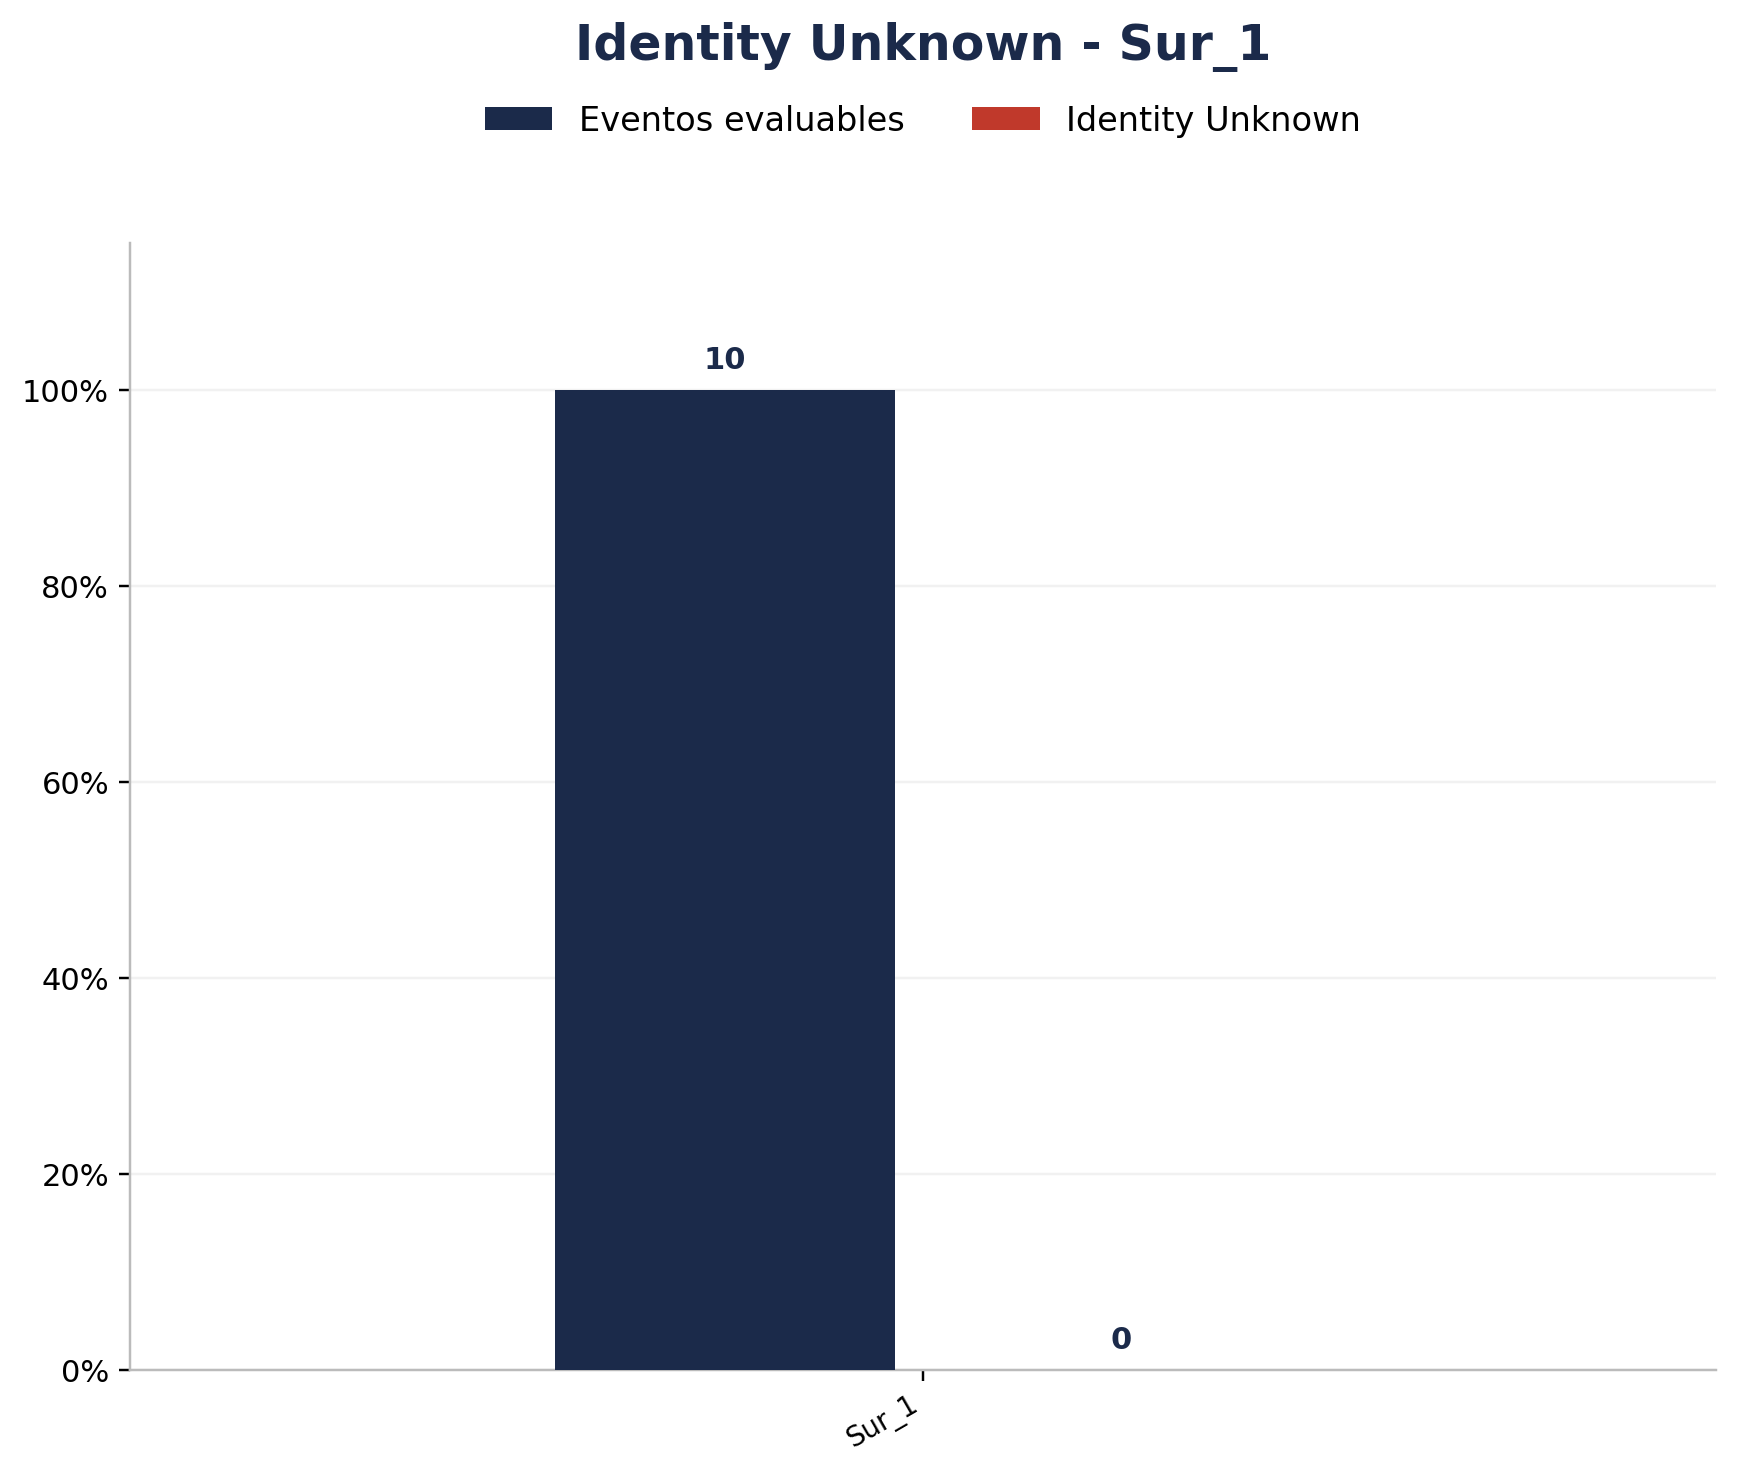 Identity Unknown - Sur_1
Eventos evaluables
Identity Unknown
10
100%
80%
60%
40%
20%
0
0%
Sur_1